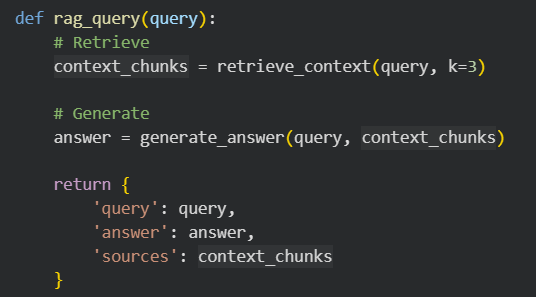 def rag_query(query):
    # Retrieve
    context_chunks = retrieve_context(query, k=3)

    # Generate
    answer = generate_answer(query, context_chunks)

    return {
        'query': query,
        'answer': answer,
        'sources': context_chunks
    }